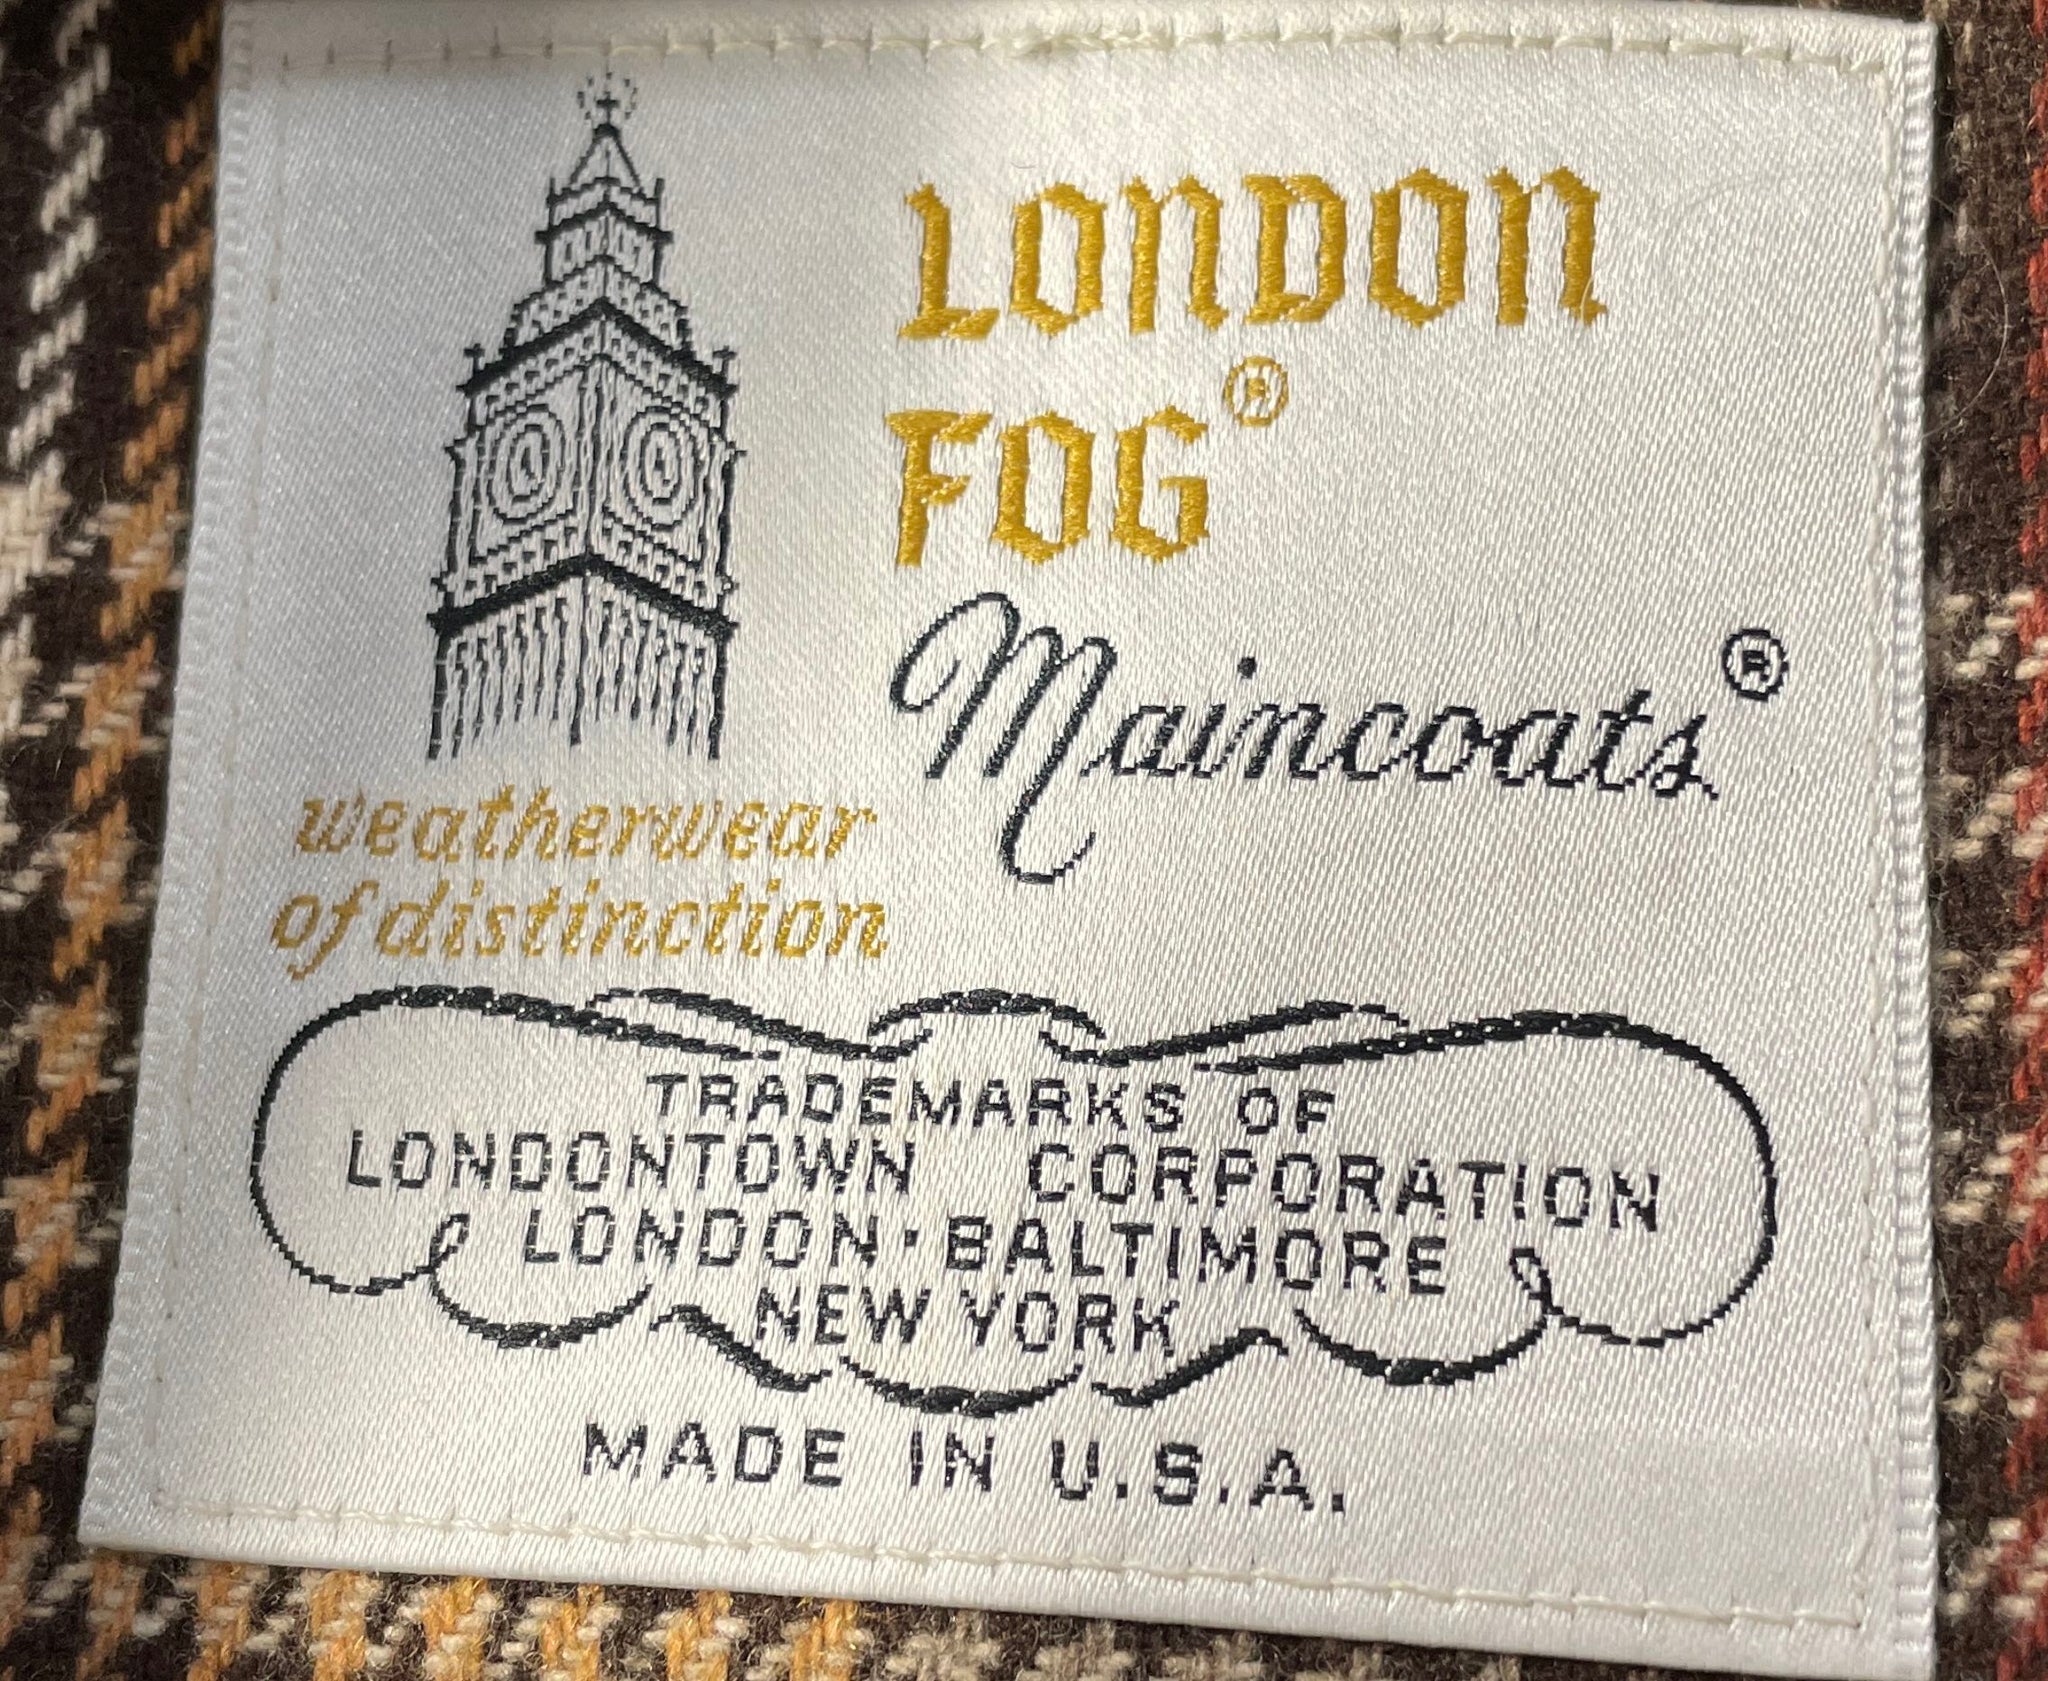 LONDON
FOG®
Maincoats®
weatherwear
of distinction
TRADEMARKS OF
LONDONTOWN CORPORATION
LONDON·BALTIMORE
NEW YORK
MADE IN U.S.A.